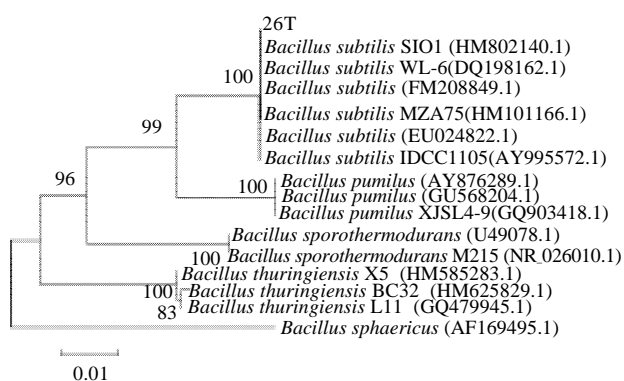 26T
Bacillus subtilis SIO1 (HM802140.1)
Bacillus subtilis WL-6(DQ198162.1)
100
Bacillus subtilis (FM208849.1)
Bacillus subtilis MZA75(HM101166.1)
99
Bacillus subtilis (EU024822.1)
Bacillus subtilis IDCC1105(AY995572.1)
96
Bacillus pumilus (AY876289.1)
100
Bacillus pumilus (GU568204.1)
Bacillus pumilus XJSL4-9(GQ903418.1)
Bacillus sporothermodurans (U49078.1)
100
Bacillus sporothermodurans M215 (NR_026010.1)
Bacillus thuringiensis X5 (HM585283.1)
100
Bacillus thuringiensis BC32 (HM625829.1)
83
Bacillus thuringiensis L11 (GQ479945.1)
Bacillus sphaericus (AF169495.1)
0.01